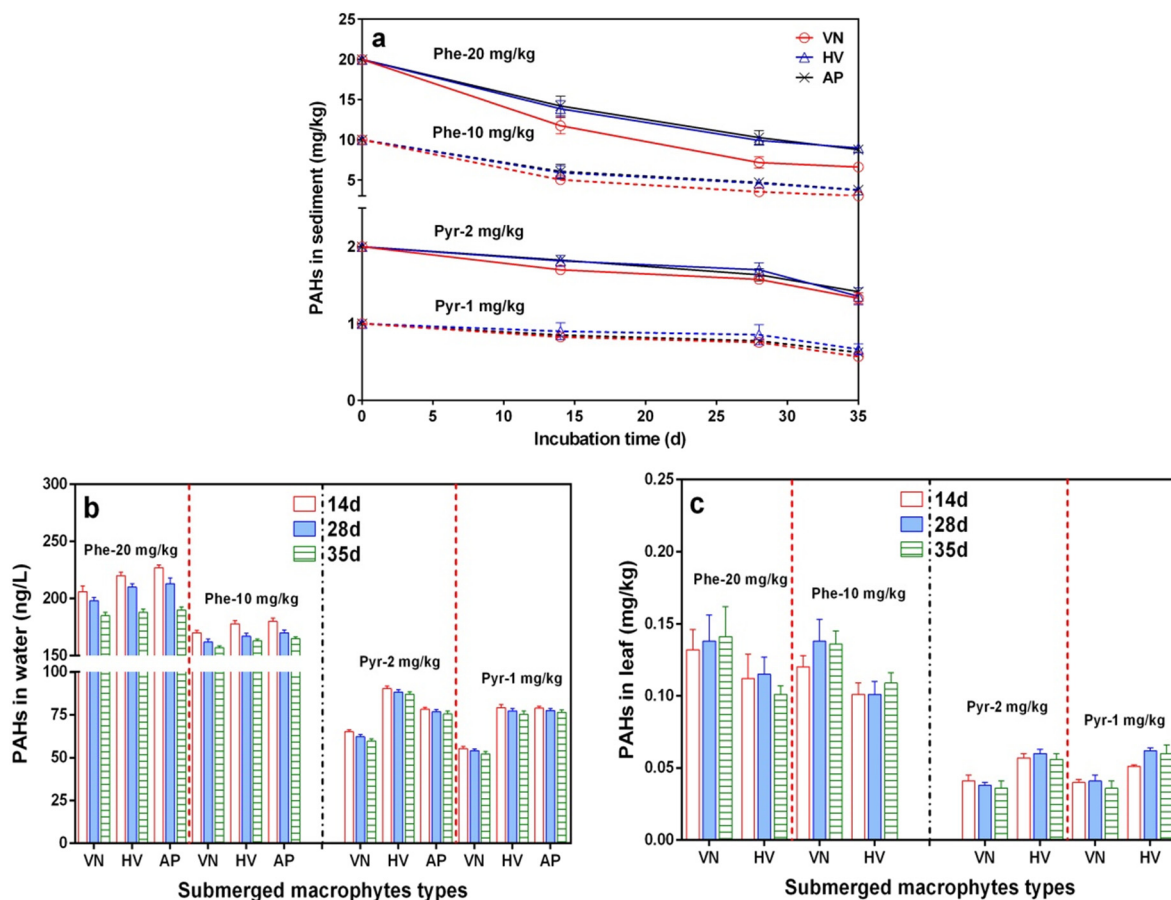 a
PAHs in sediment (mg/kg)
25
20
15
10
5
2
1
0
Phe-20 mg/kg
Phe-10 mg/kg
Pyr-2 mg/kg
Pyr-1 mg/kg
VN
HV
AP
0 5 10 15 20 25 30 35
Incubation time (d)
b
PAHs in water (ng/L)
300
250
200
150
100
75
50
25
0
14d
28d
35d
Phe-20 mg/kg
Phe-10 mg/kg
Pyr-2 mg/kg
Pyr-1 mg/kg
VN HV AP VN HV AP VN HV AP VN HV AP
Submerged macrophytes types
c
PAHs in leaf (mg/kg)
0.25
0.20
0.15
0.10
0.05
0.00
14d
28d
35d
Phe-20 mg/kg
Phe-10 mg/kg
Pyr-2 mg/kg
Pyr-1 mg/kg
VN HV VN HV VN HV VN HV
Submerged macrophytes types